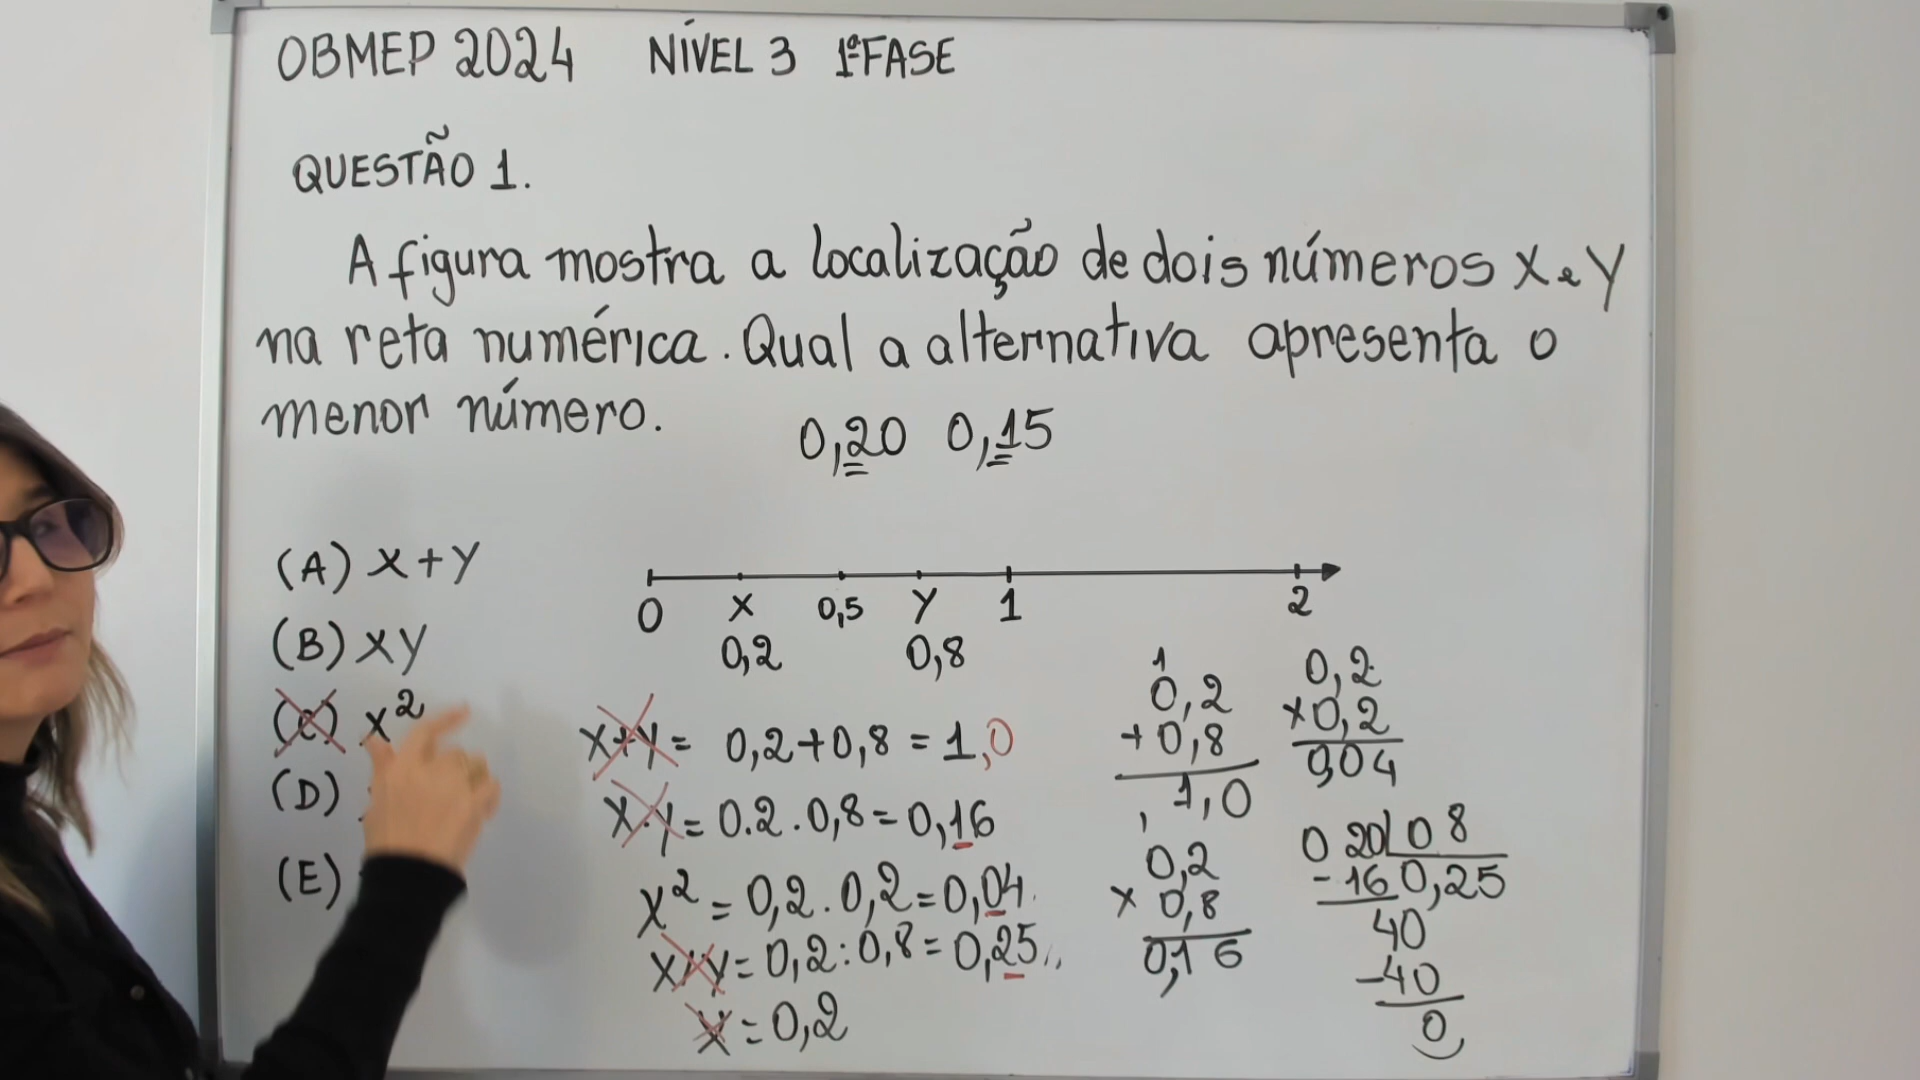 OBMEP 2024 NÍVEL 3 1ªFASE
QUESTÃO 1.
A figura mostra a localização de dois números X e Y
na reta numérica. Qual a alternativa apresenta o
menor número.
0,20 0,15
(A) X+Y
(B) XY
(C) X²
(D)
(E)
0 X 0,5 Y 1 2
0,2 0,8
X+Y = 0,2+0,8 = 1,0
X.Y = 0.2.0,8 = 0,16
X² = 0,2.0,2 = 0,04.
= 0,2:0,8 = 0,25,,
X = 0,2
1
0,2
+0,8
1,0
,
0,2
x 0,8
0,16
0,2
x0,2
0,04
0 20 0 8
-16 0,25
40
-40
0